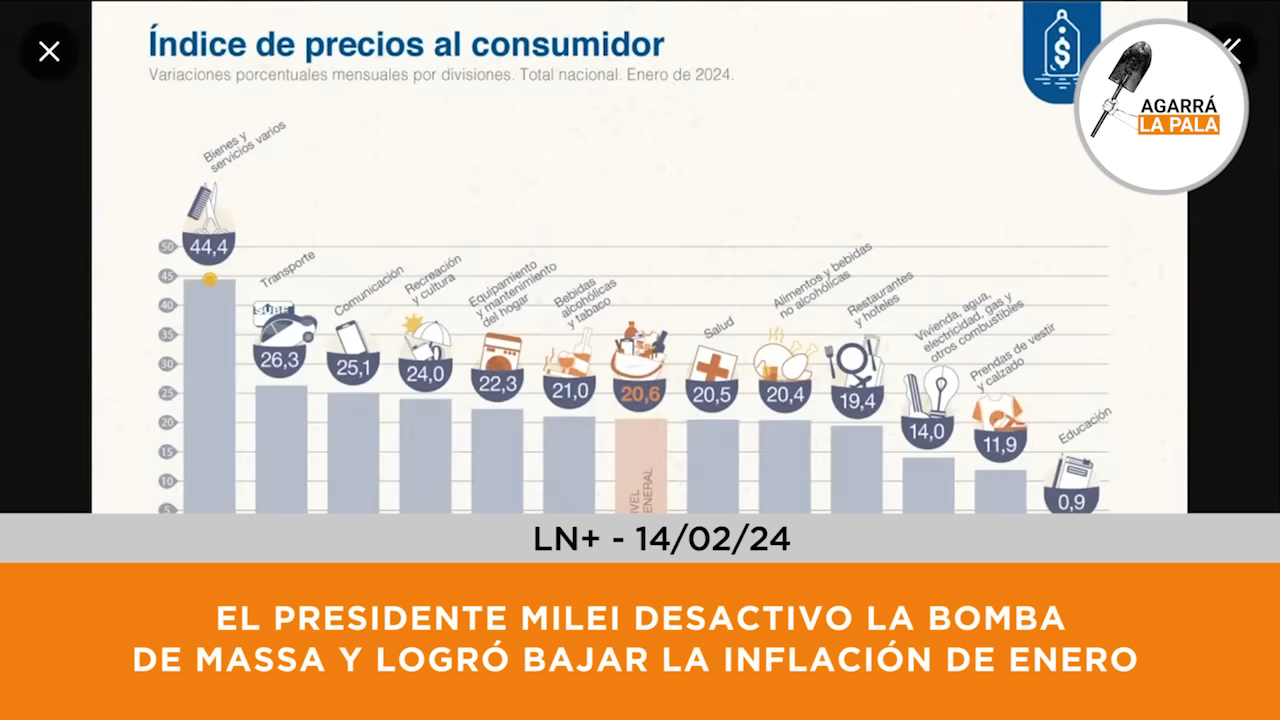 Índice de precios al consumidor
Variaciones porcentuales mensuales por divisiones. Total nacional. Enero de 2024.
AGARRÁ
LA PALA
Bienes y
servicios varios
44,4
Transporte
SUBE
26,3
Comunicación
25,1
Recreación
y cultura
24,0
Equipamiento
y mantenimiento
del hogar
22,3
Bebidas
alcohólicas
y tabaco
21,0
20,6
Salud
20,5
Alimentos y bebidas
no alcohólicas
20,4
Restaurantes
y hoteles
19,4
Vivienda, agua,
electricidad, gas y
otros combustibles
14,0
Prendas de vestir
y calzado
11,9
Educación
0,9
50
45
40
35
30
25
20
15
10
5
IVEL
ENERAL
LN+ - 14/02/24
EL PRESIDENTE MILEI DESACTIVO LA BOMBA
DE MASSA Y LOGRÓ BAJAR LA INFLACIÓN DE ENERO